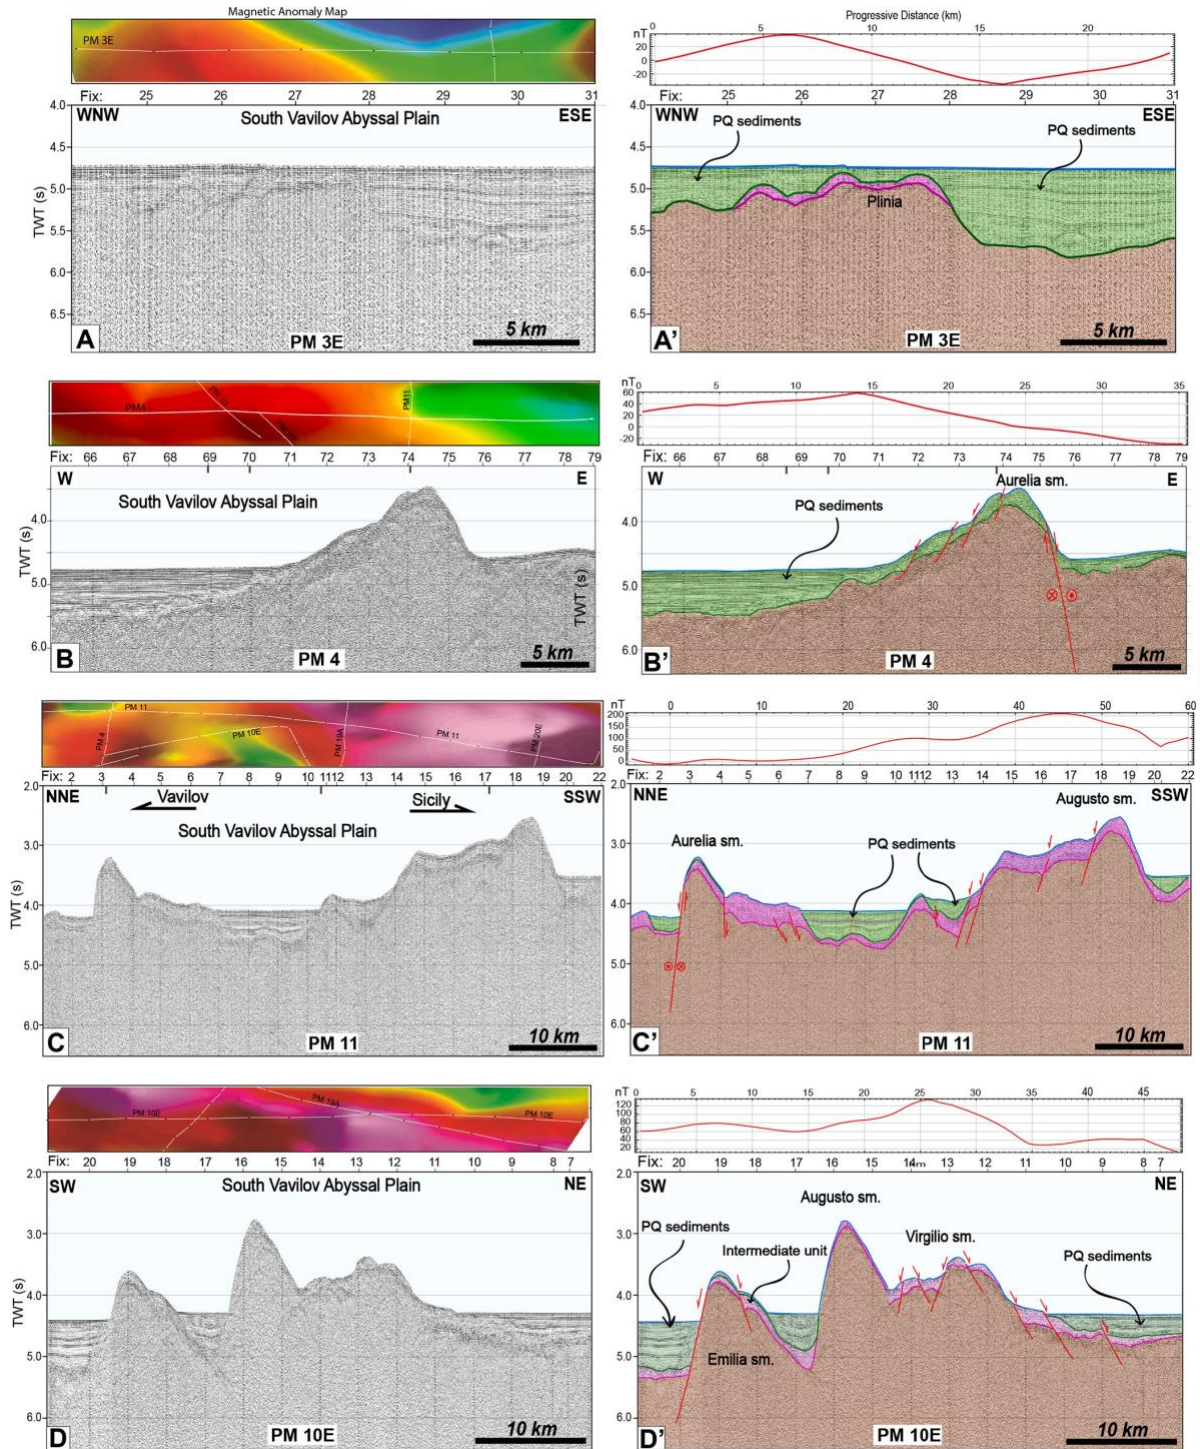 Magnetic Anomaly Map
PM 3E
Fix: 25 26 27 28 29 30 31
WNW ESE
South Vavilov Abyssal Plain
4.0
4.5
5.0
5.5
6.0
6.5
TWT (s)
5 km
A PM 3E
Progressive Distance (km)
nT 0 5 10 15 20
20
0
-20
Fix: 25 26 27 28 29 30 31
WNW ESE
PQ sediments
PQ sediments
Plinia
4.0
4.5
5.0
5.5
6.0
6.5
5 km
A' PM 3E
PM4
PM 10
PM11
Fix: 66 67 68 69 70 71 72 73 74 75 76 77 78 79
W E
South Vavilov Abyssal Plain
4.0
5.0
6.0
TWT (s)
TWT (s)
5 km
B PM 4
nT 0 5 10 15 20 25 30 35
60
40
20
0
-20
Fix: 66 67 68 69 70 71 72 73 74 75 76 77 78 79
W E
Aurelia sm.
PQ sediments
4.0
5.0
6.0
5 km
B' PM 4
PM 11
PM 4
PM 10E
PM 19A
PM 11
PM 20E
Fix: 2 3 4 5 6 7 8 9 10 11 12 13 14 15 16 17 18 19 20 22
NNE SSW
Vavilov Sicily
South Vavilov Abyssal Plain
2.0
3.0
4.0
5.0
6.0
TWT (s)
10 km
C PM 11
nT 0 10 20 30 40 50 60
200
150
100
50
0
Fix: 2 3 4 5 6 7 8 9 10 11 12 13 14 15 16 17 18 19 20 22
NNE SSW
Augusto sm.
Aurelia sm.
PQ sediments
2.0
3.0
4.0
5.0
6.0
10 km
C' PM 11
PM 10E
PM 19A
PM 10E
Fix: 20 19 18 17 16 15 14 13 12 11 10 9 8 7
SW NE
South Vavilov Abyssal Plain
2.0
3.0
4.0
5.0
6.0
TWT (s)
10 km
D PM 10E
nT 0 5 10 15 20 25 30 35 40 45
120
100
80
60
40
20
Fix: 20 19 18 17 16 15 14m 13 12 11 10 9 8 7
SW NE
Augusto sm.
PQ sediments
Virgilio sm.
Intermediate unit
PQ sediments
Emilia sm.
2.0
3.0
4.0
5.0
6.0
10 km
D' PM 10E